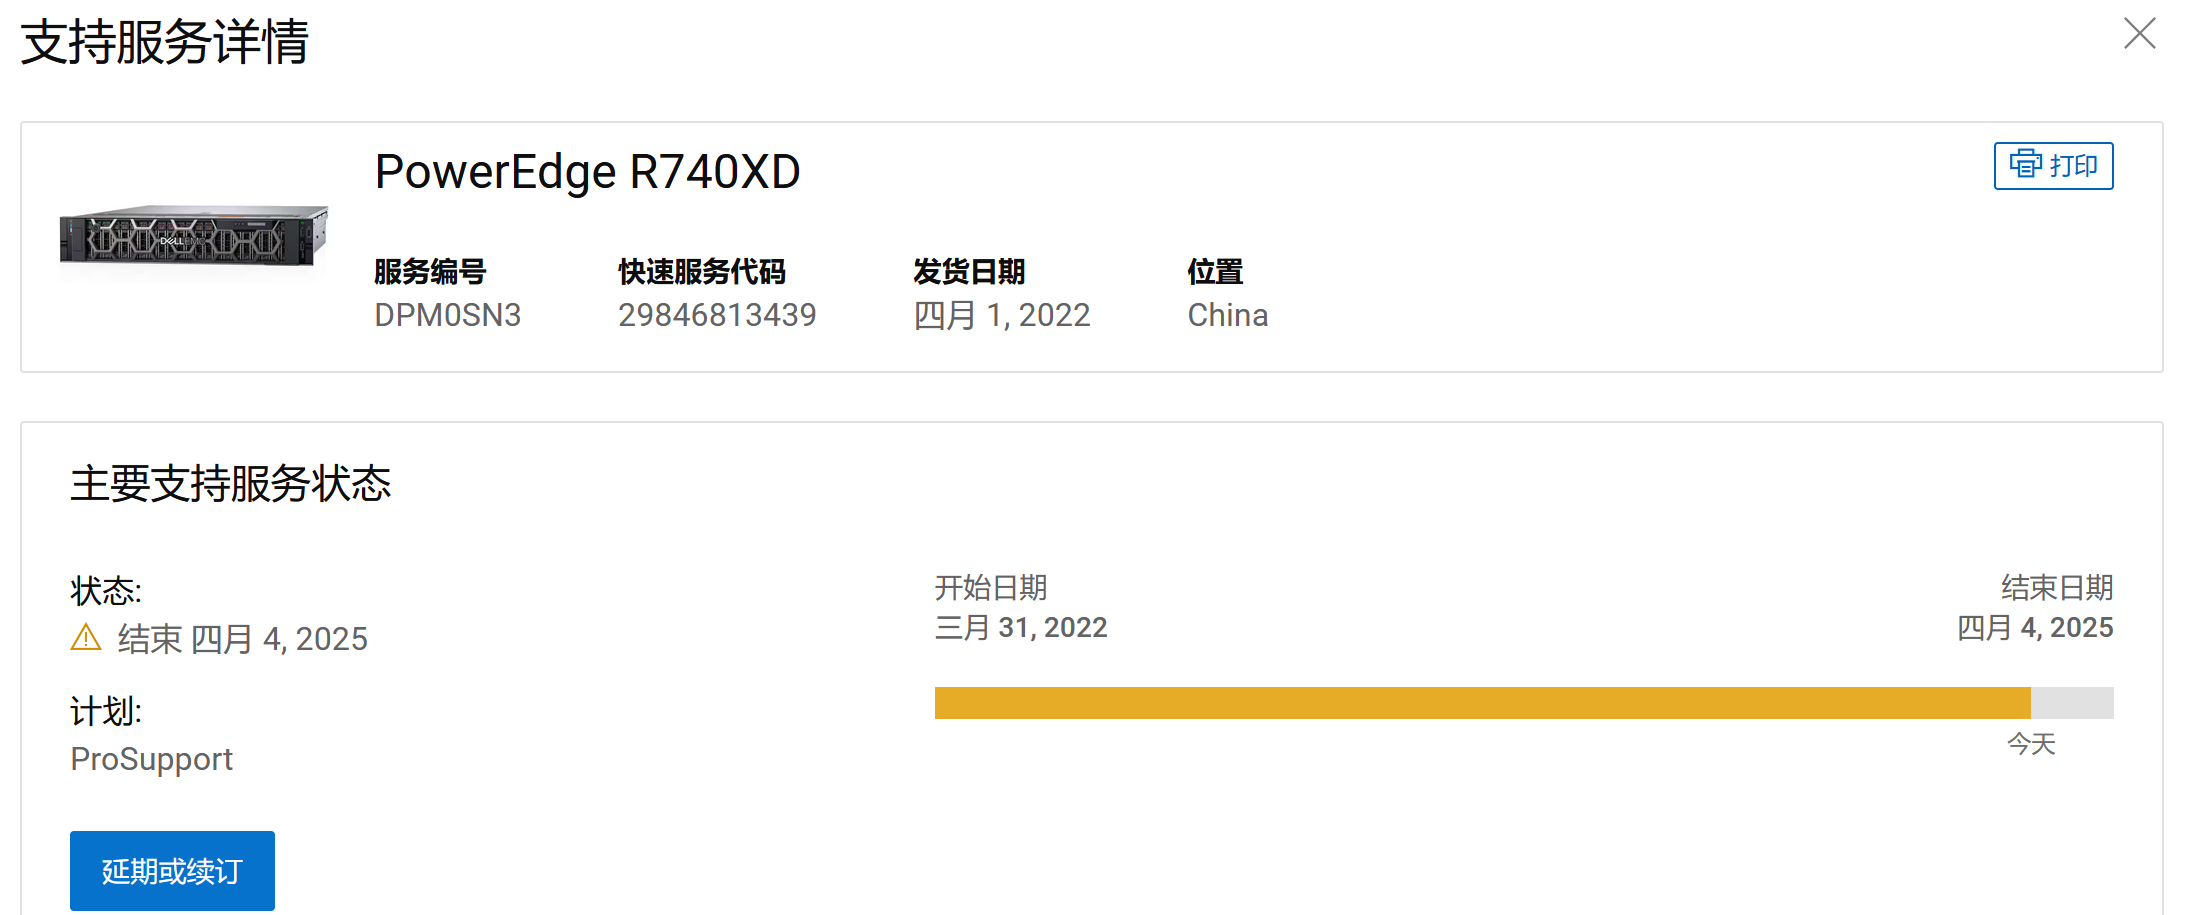 支持服务详情
PowerEdge R740XD
打印
DELLEMC
服务编号 快速服务代码 发货日期 位置
DPM0SN3 29846813439 四月 1, 2022 China
主要支持服务状态
状态:
结束 四月 4, 2025
开始日期 结束日期
三月 31, 2022 四月 4, 2025
今天
计划:
ProSupport
延期或续订